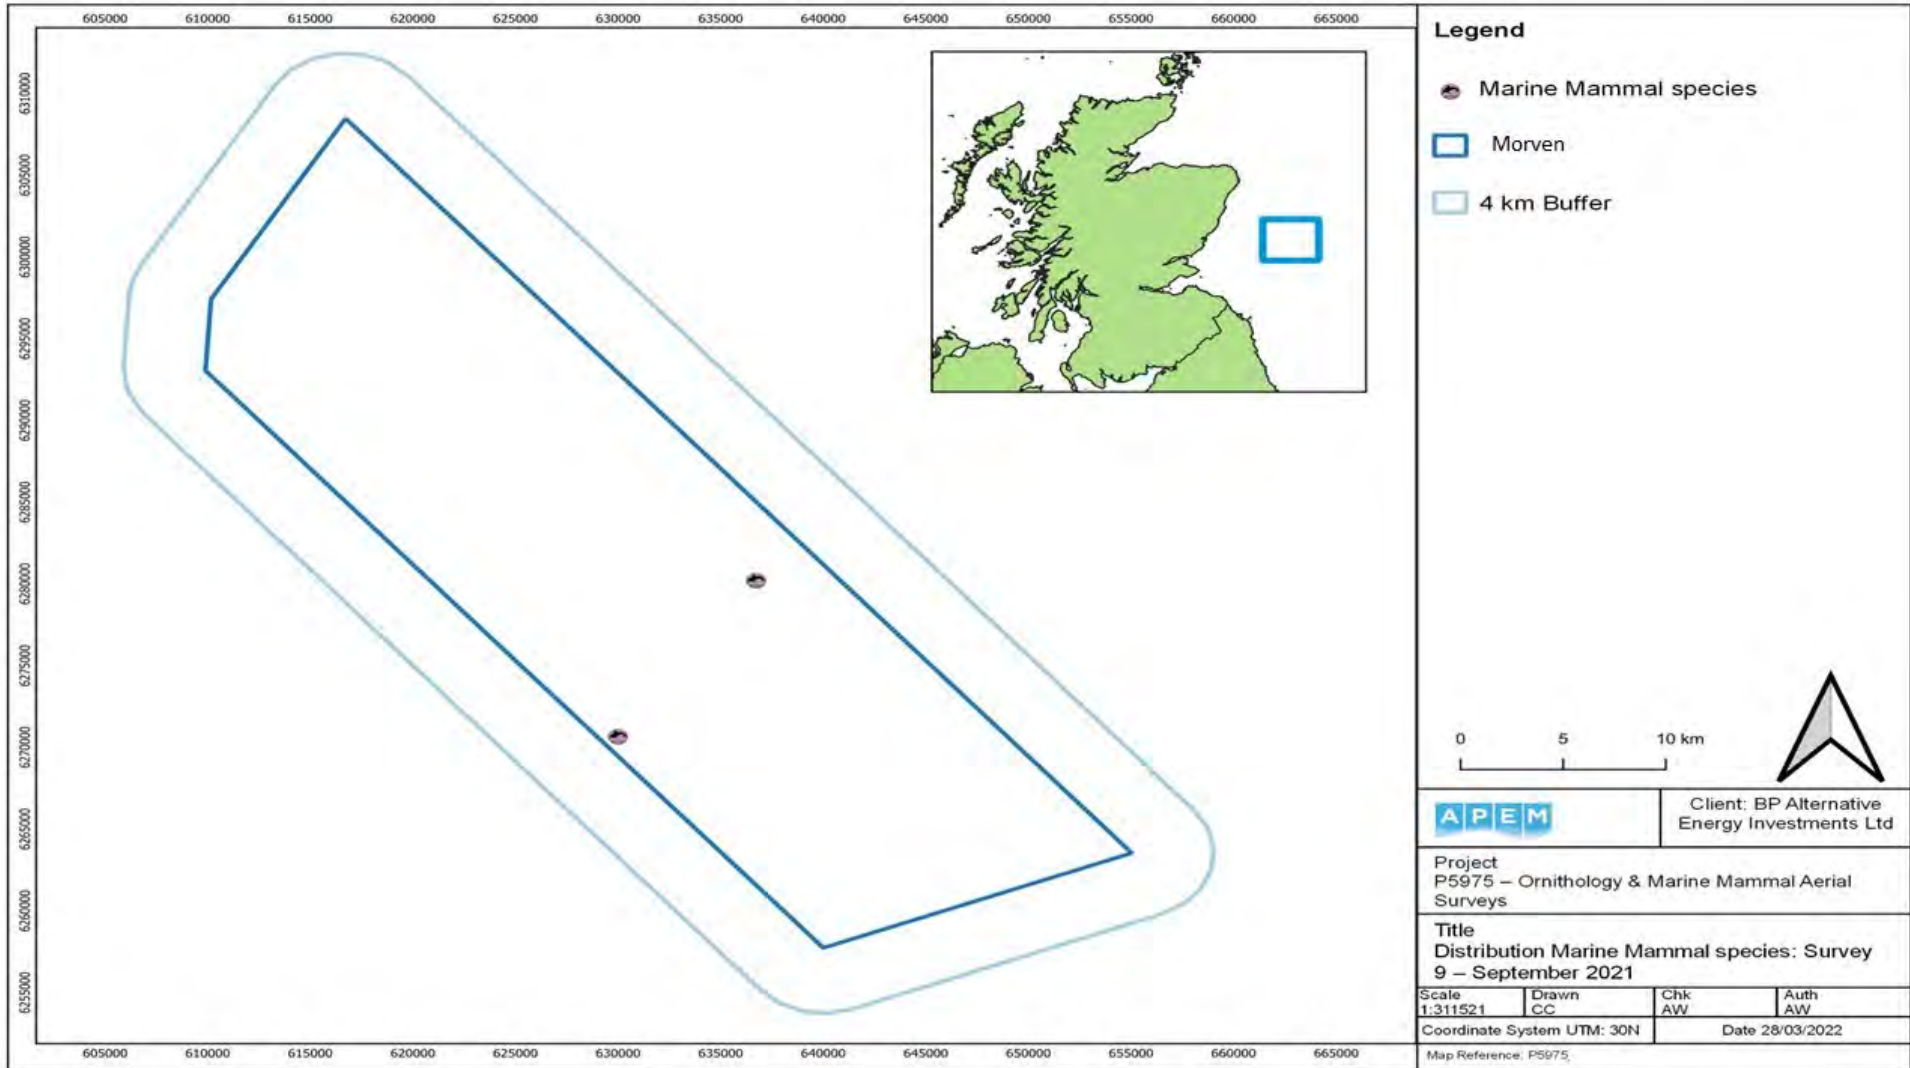 605000 610000 615000 620000 625000 630000 635000 640000 645000 650000 655000 660000 665000
6310000
6305000
6300000
6295000
6290000
6285000
6280000
6275000
6270000
6265000
6260000
6255000
605000 610000 615000 620000 625000 630000 635000 640000 645000 650000 655000 660000 665000
Legend
Marine Mammal species
Morven
4 km Buffer
0 5 10 km
APEM
Client: BP Alternative
Energy Investments Ltd
Project
P5975 – Ornithology & Marine Mammal Aerial
Surveys
Title
Distribution Marine Mammal species: Survey
9 – September 2021
Scale Drawn Chk Auth
1:311521 CC AW AW
Coordinate System UTM: 30N Date 28/03/2022
Map Reference: P5975